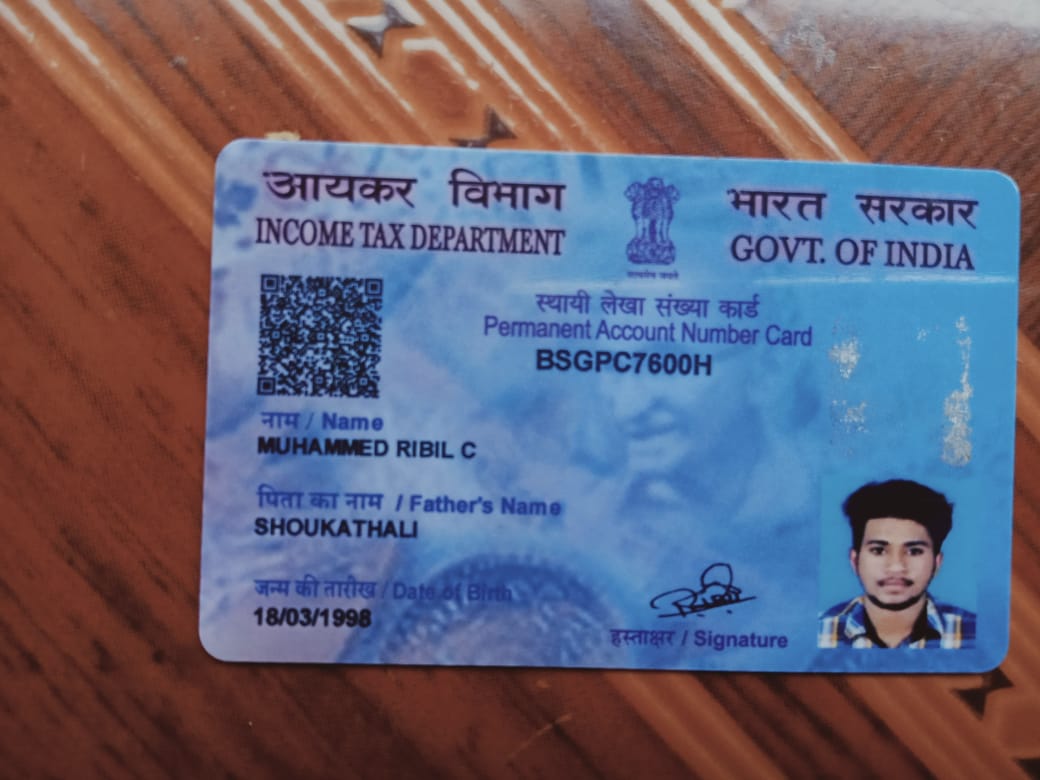 आयकर विभाग
INCOME TAX DEPARTMENT
भारत सरकार
GOVT. OF INDIA
सत्यमेव जयते
स्थायी लेखा संख्या कार्ड
Permanent Account Number Card
BSGPC7600H
नाम / Name
MUHAMMED RIBIL C
पिता का नाम / Father's Name
SHOUKATHALI
जन्म की तारीख / Date of Birth
18/03/1998
हस्ताक्षर / Signature